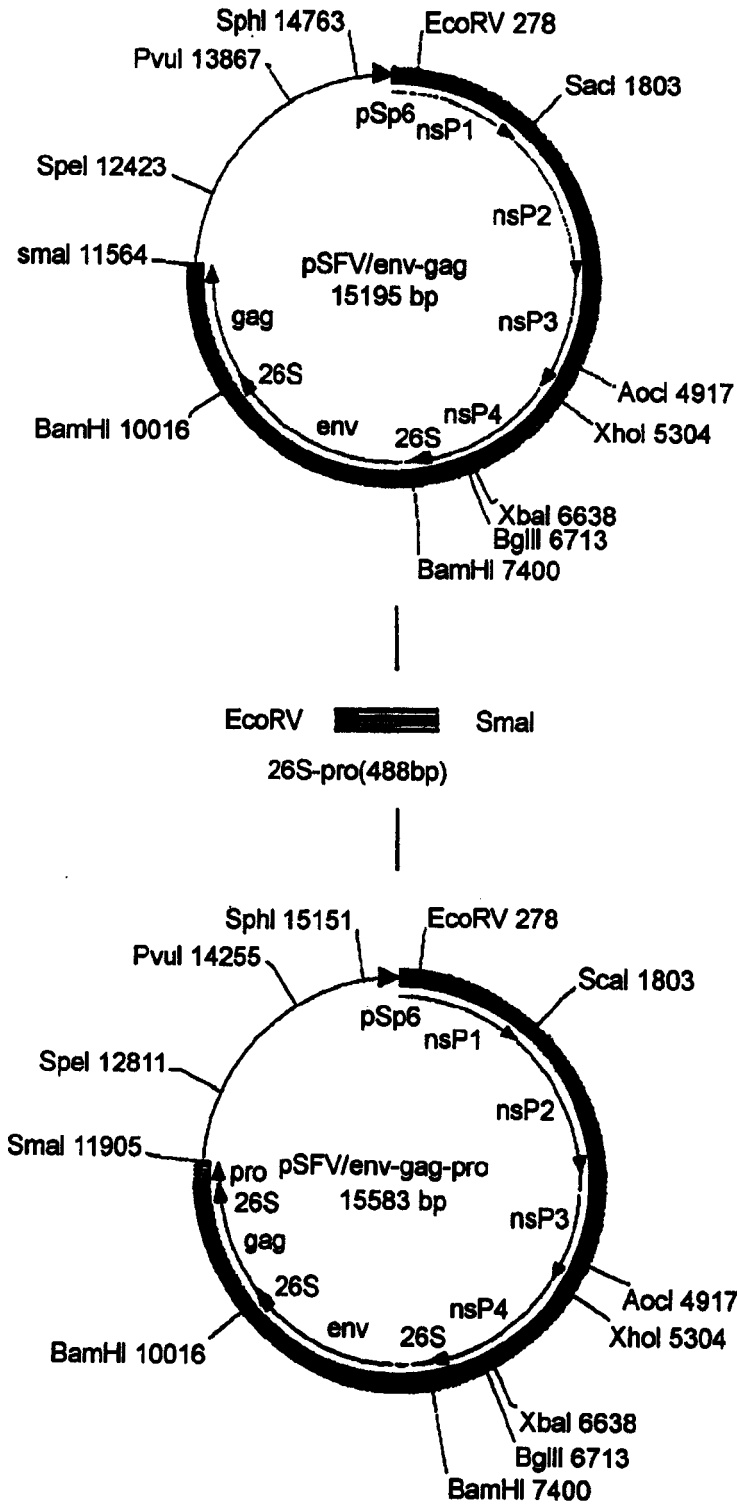 SphI 14763
EcoRV 278
PvuI 13867
SacI 1803
pSp6
nsP1
SpeI 12423
nsP2
smaI 11564
pSFV/env-gag
15195 bp
gag
nsP3
26S
AocI 4917
BamHI 10016
env
26S
nsP4
XhoI 5304
XbaI 6638
BglII 6713
BamHI 7400
EcoRV
SmaI
26S-pro(488bp)
SphI 15151
EcoRV 278
PvuI 14255
ScaI 1803
pSp6
nsP1
SpeI 12811
nsP2
SmaI 11905
pro
pSFV/env-gag-pro
15583 bp
26S
nsP3
gag
26S
AocI 4917
BamHI 10016
env
26S
nsP4
XhoI 5304
XbaI 6638
BglII 6713
BamHI 7400